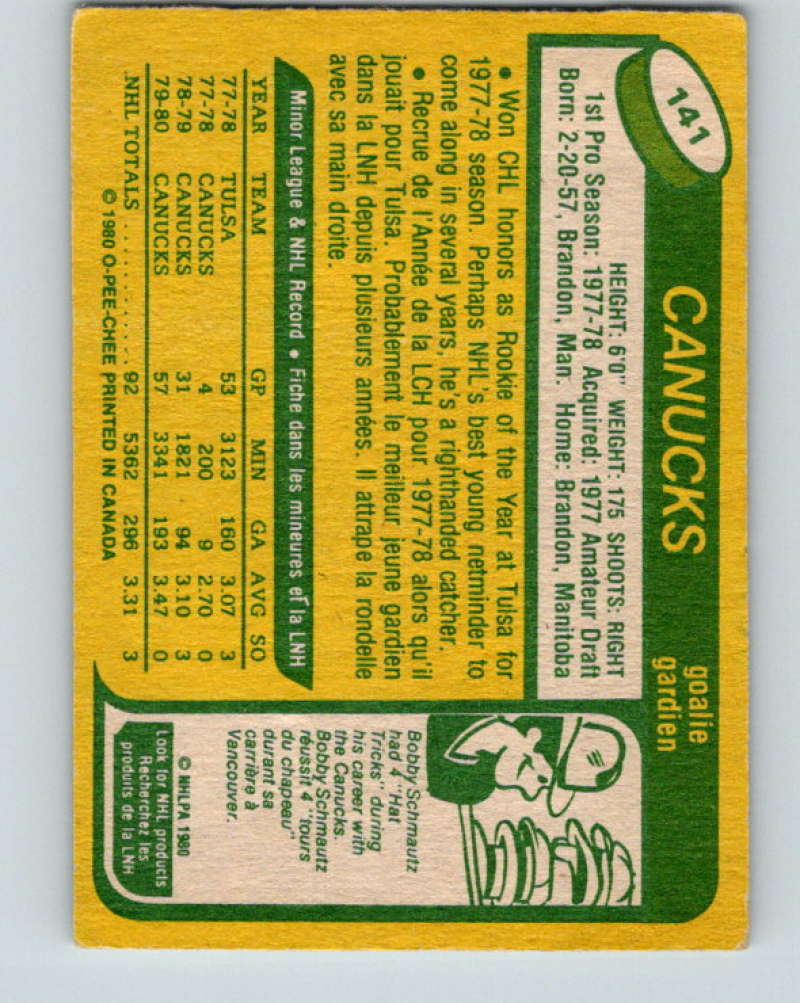 141
CANUCKS
goalie
gardien
HEIGHT: 6'0" WEIGHT: 175 SHOOTS: RIGHT
1st Pro Season: 1977-78 Acquired: 1977 Amateur Draft
Born: 2-20-57, Brandon, Man. Home: Brandon, Manitoba
• Won CHL honors as Rookie of the Year at Tulsa for
1977-78 season. Perhaps NHL's best young netminder to
come along in several years, he's a righthanded catcher.
• Recrue de l'Année de la LCH pour 1977-78 alors qu'il
jouait pour Tulsa. Probablement le meilleur jeune gardien
dans la LNH depuis plusieurs années. Il attrape la rondelle
avec sa main droite.
Minor League & NHL Record • Fiche dans les mineures et la LNH
YEAR TEAM GP MIN GA AVG SO
77-78 TULSA 53 3123 160 3.07 3
77-78 CANUCKS 4 200 9 2.70 0
78-79 CANUCKS 31 1821 94 3.10 3
79-80 CANUCKS 57 3341 193 3.47 0
NHL TOTALS ............. 92 5362 296 3.31 3
© 1980 O-PEE-CHEE PRINTED IN CANADA
Bobby Schmautz
had 4 "Hat
Tricks" during
his career with
the Canucks.
Bobby Schmautz
réussit 4 "tours
du chapeau"
durant sa
carrière à
Vancouver.
© NHLPA 1980
Look for NHL products
Recherchez les
produits de la LNH